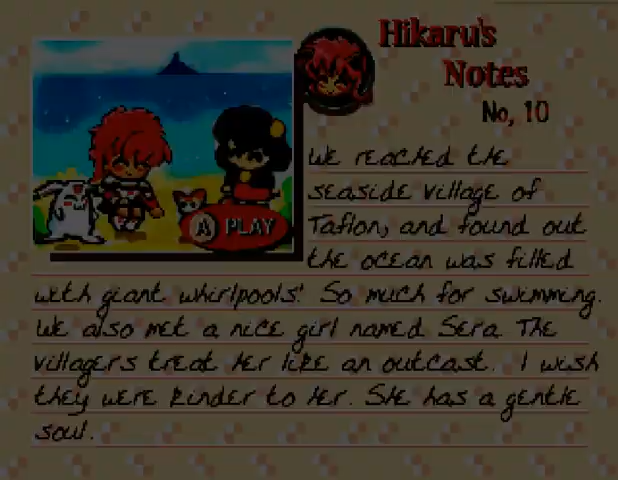 Hikaru's
Notes
No, 10
We reached the
seaside village of
Taflon, and found out
the ocean was filled
with giant whirlpools! So much for swimming.
We also met a nice girl named Sera. The
villagers treat her like an outcast. I wish
they were kinder to her. She has a gentle
soul.
A PLAY